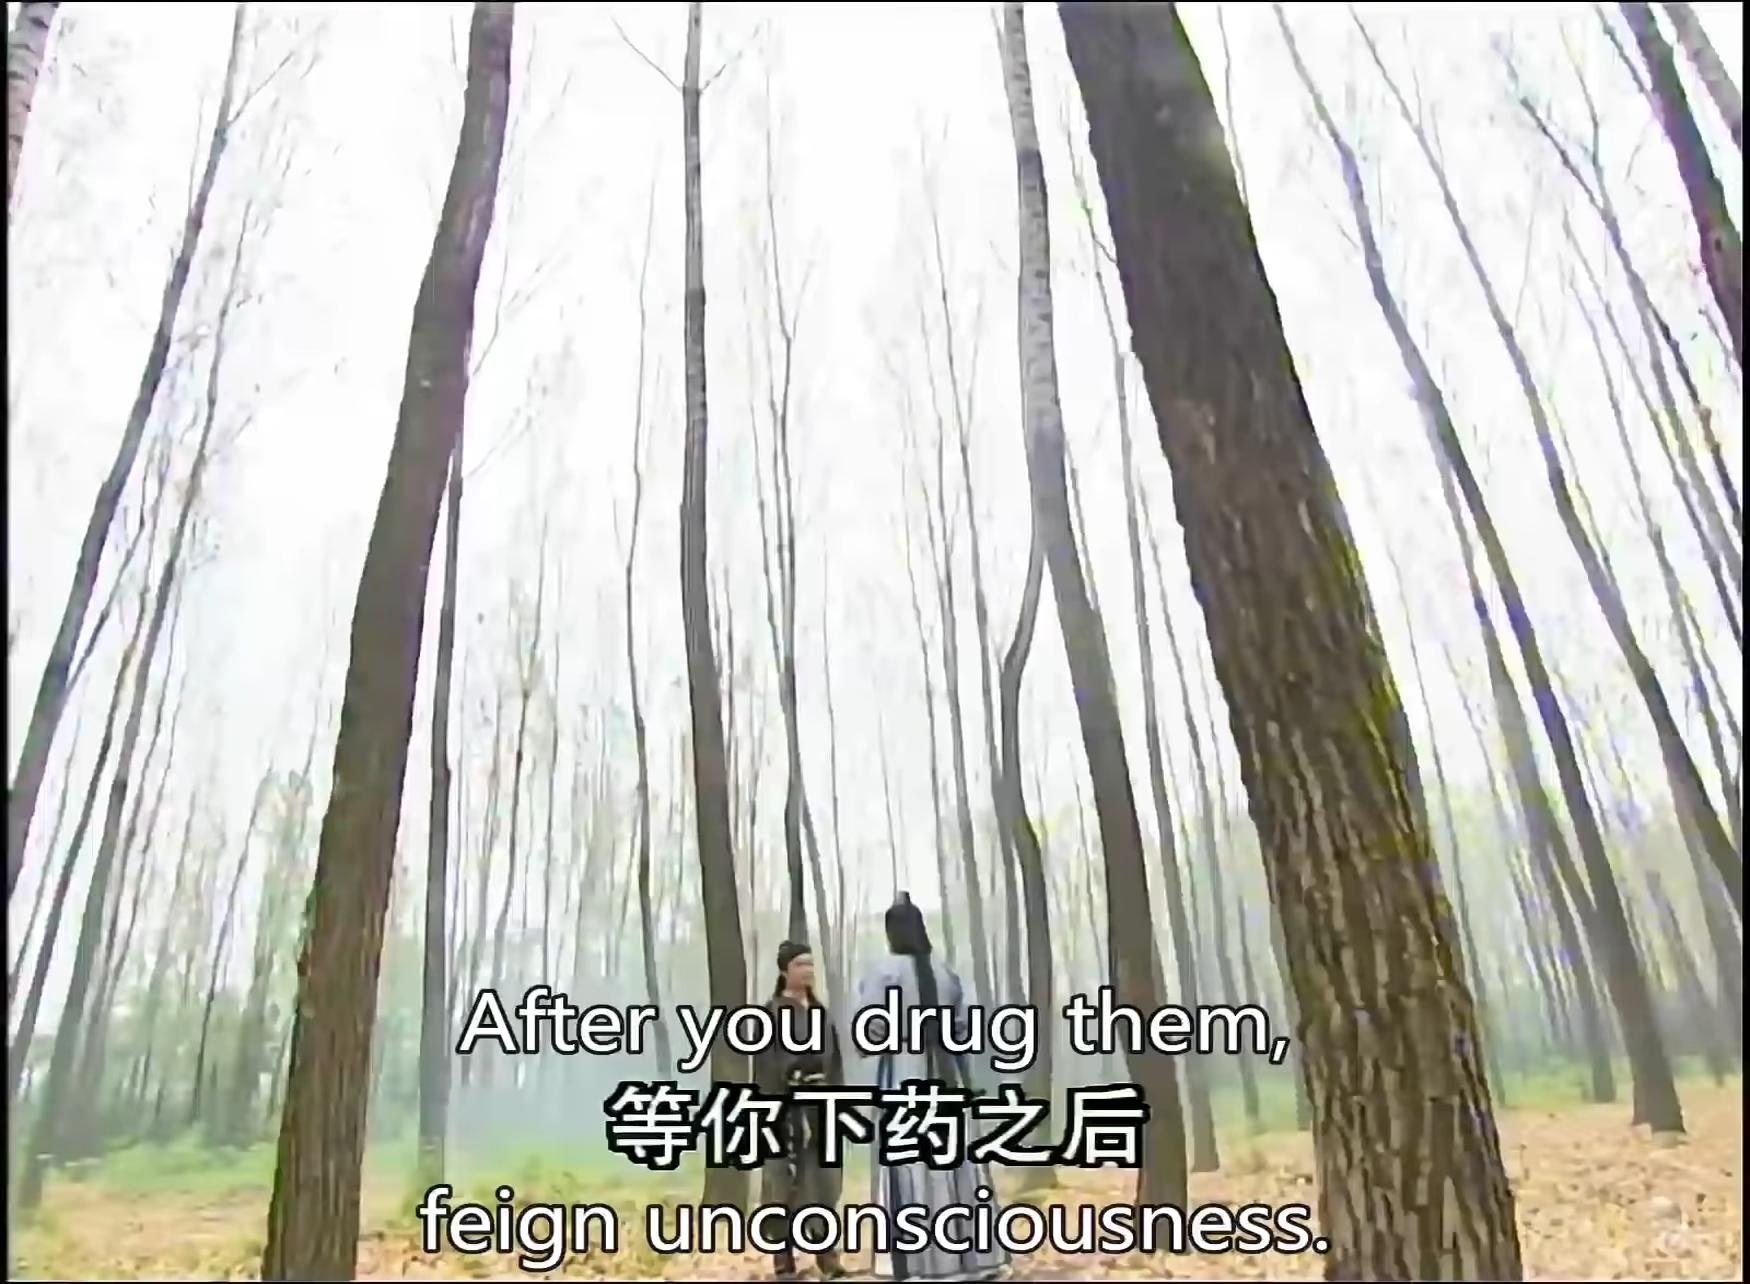 After you drug them,
等你下药之后
feign unconsciousness.